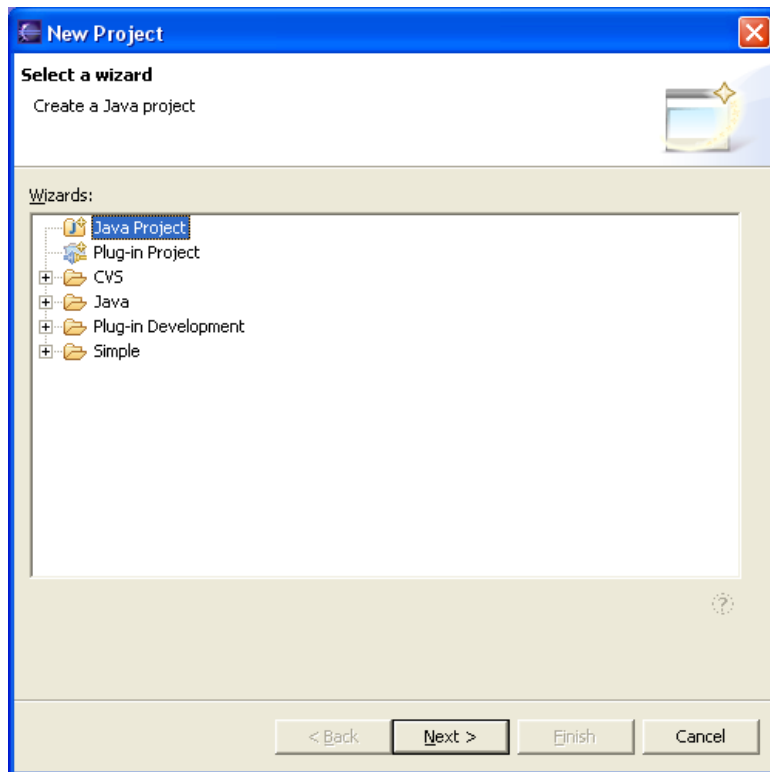 New Project
Select a wizard
Create a Java project
Wizards:
Java Project
Plug-in Project
CVS
Java
Plug-in Development
Simple
< Back Next > Finish Cancel